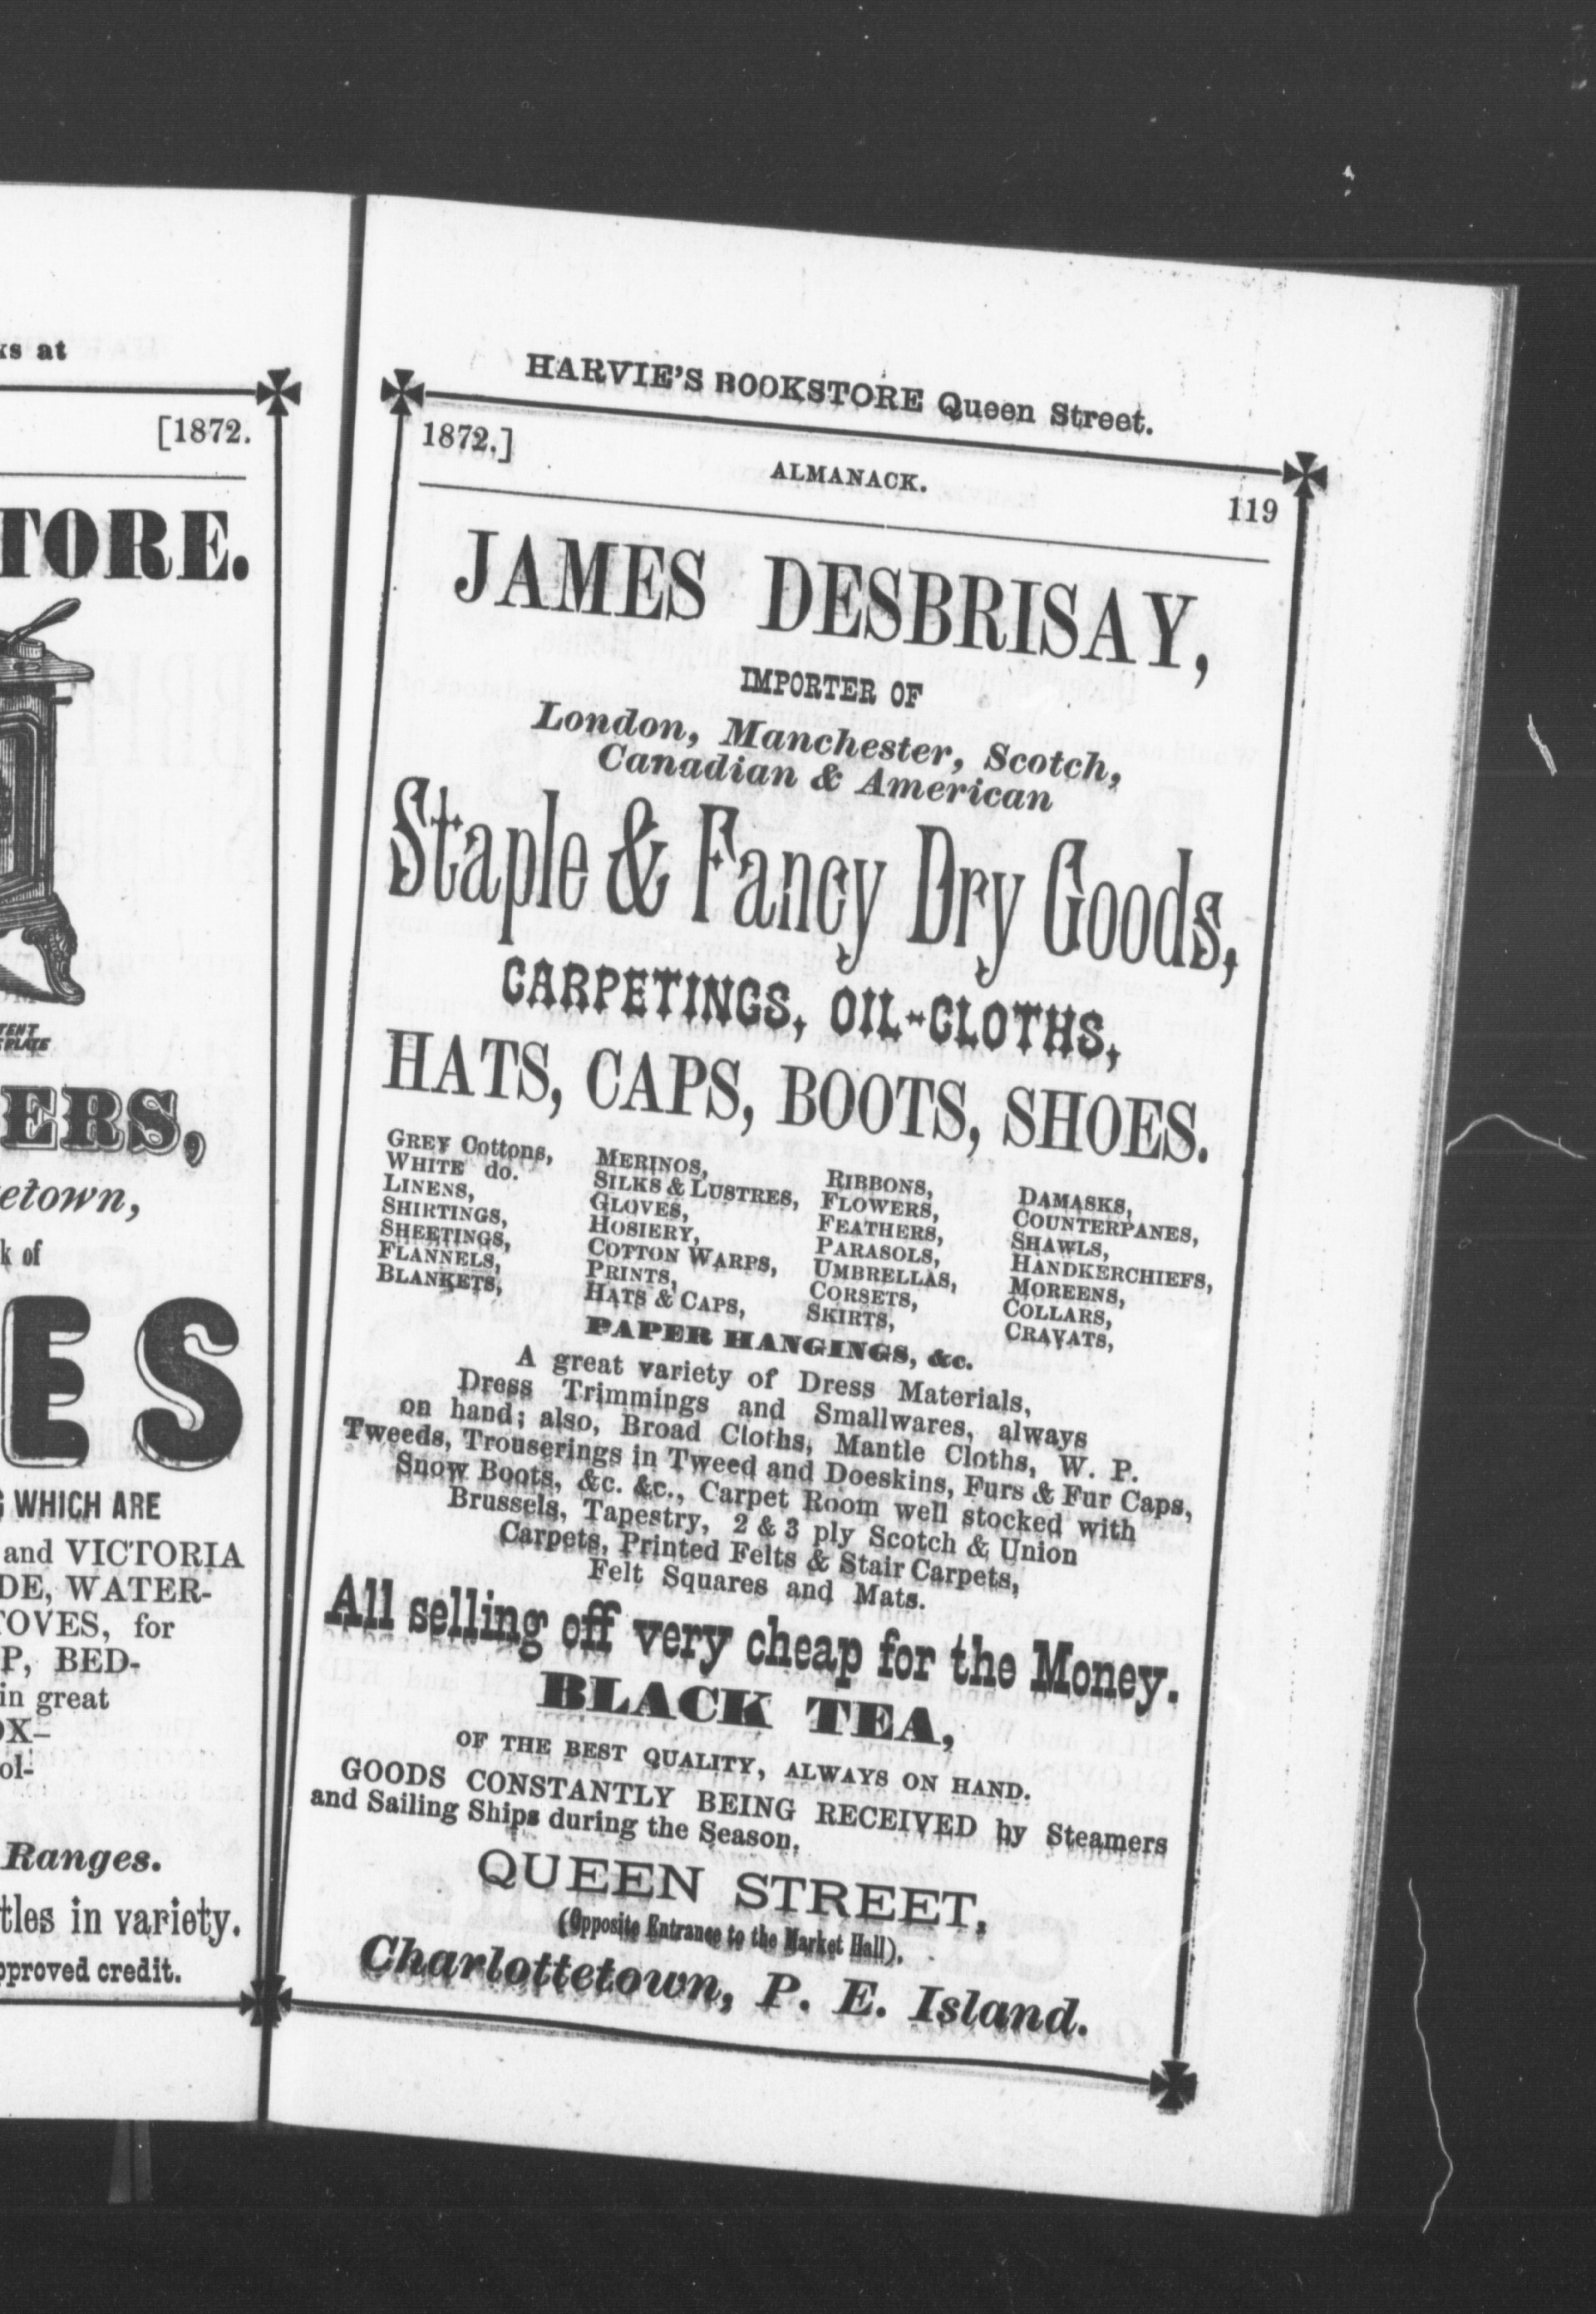 ks at
[1872.
TORE.
ERS,
etown,
k of
ES
WHICH ARE
and VICTORIA
DE, WATER-
TOVES, for
P, BED-
in great
OX-
ol-
Ranges.
tles in variety.
pproved credit.
HARVIE'S BOOKSTORE Queen Street.
1872.] ALMANACK. 119
JAMES DESBRISAY,
IMPORTER OF
London, Manchester, Scotch,
Canadian & American
Staple & Fancy Dry Goods,
CARPETINGS, OIL-CLOTHS,
HATS, CAPS, BOOTS, SHOES.
GREY Cottons, MERINOS, RIBBONS, DAMASKS,
WHITE do. SILKS & LUSTRES, FLOWERS, COUNTERPANES,
LINENS, GLOVES, FEATHERS, SHAWLS,
SHIRTINGS, HOSIERY, PARASOLS, HANDKERCHIEFS,
SHEETINGS, COTTON WARPS, UMBRELLAS, MOREENS,
FLANNELS, PRINTS, CORSETS, COLLARS,
BLANKETS, HATS & CAPS, SKIRTS, CRAVATS,
PAPER HANGINGS, &c.
A great variety of Dress Materials,
Dress Trimmings and Smallwares, always
on hand; also, Broad Cloths, Mantle Cloths, W. P.
Tweeds, Trouserings in Tweed and Doeskins, Furs & Fur Caps,
Snow Boots, &c. &c., Carpet Room well stocked with
Brussels, Tapestry, 2 & 3 ply Scotch & Union
Carpets, Printed Felts & Stair Carpets,
Felt Squares and Mats.
All selling off very cheap for the Money.
BLACK TEA,
OF THE BEST QUALITY, ALWAYS ON HAND.
GOODS CONSTANTLY BEING RECEIVED by Steamers
and Sailing Ships during the Season,
QUEEN STREET,
(Opposite Entrance to the Market Hall).
Charlottetown, P. E. Island.